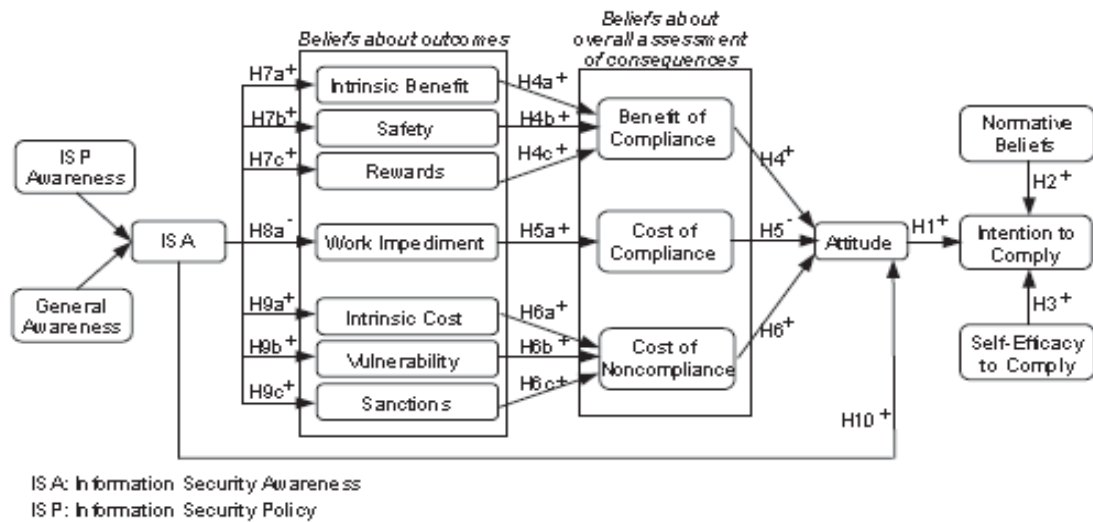 Beliefs about outcomes
Beliefs about
overall assessment
of consequences
H7a+
Intrinsic Benefit
H4a+
H7b+
Safety
H4b+
Benefit of
Compliance
H7c+
Rewards
H4c+
H4+
Normative
Beliefs
ISP
Awareness
H2+
ISA
H8a-
Work Impediment
H5a+
Cost of
Compliance
H5-
Attitude
H1+
Intention to
Comply
General
Awareness
H9a+
Intrinsic Cost
H6a+
H3+
H9b+
Vulnerability
H6b+
Cost of
Noncompliance
H6+
Self-Efficacy
to Comply
H9c+
Sanctions
H6c+
H10+
ISA: Information Security Awareness
ISP: Information Security Policy